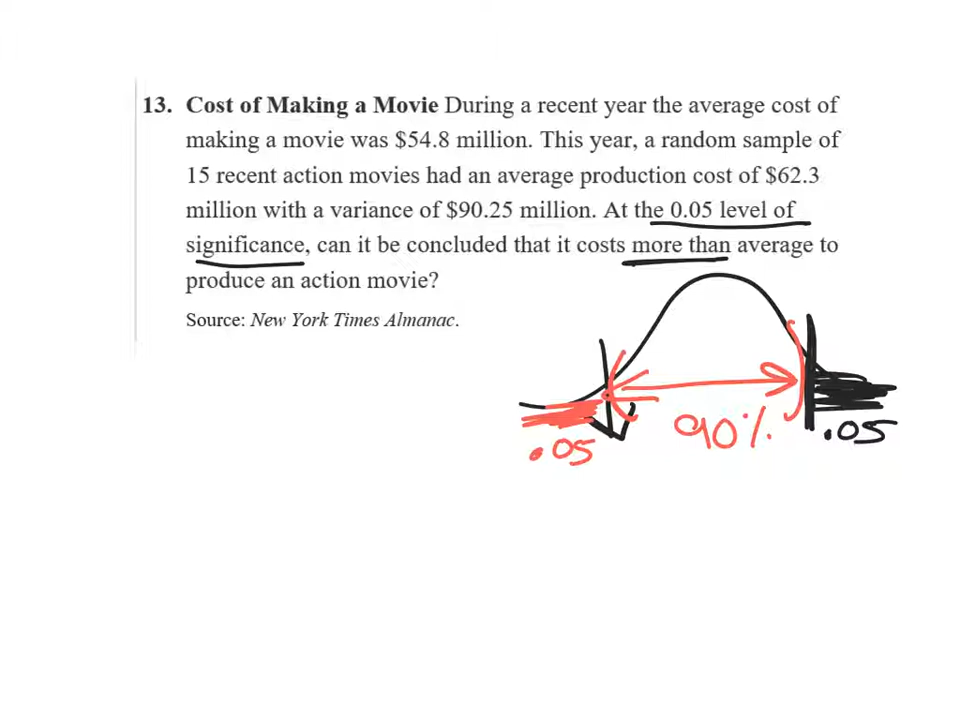 13. Cost of Making a Movie During a recent year the average cost of
making a movie was $54.8 million. This year, a random sample of
15 recent action movies had an average production cost of $62.3
million with a variance of $90.25 million. At the 0.05 level of
significance, can it be concluded that it costs more than average to
produce an action movie?
Source: New York Times Almanac.
.05
90%
.05